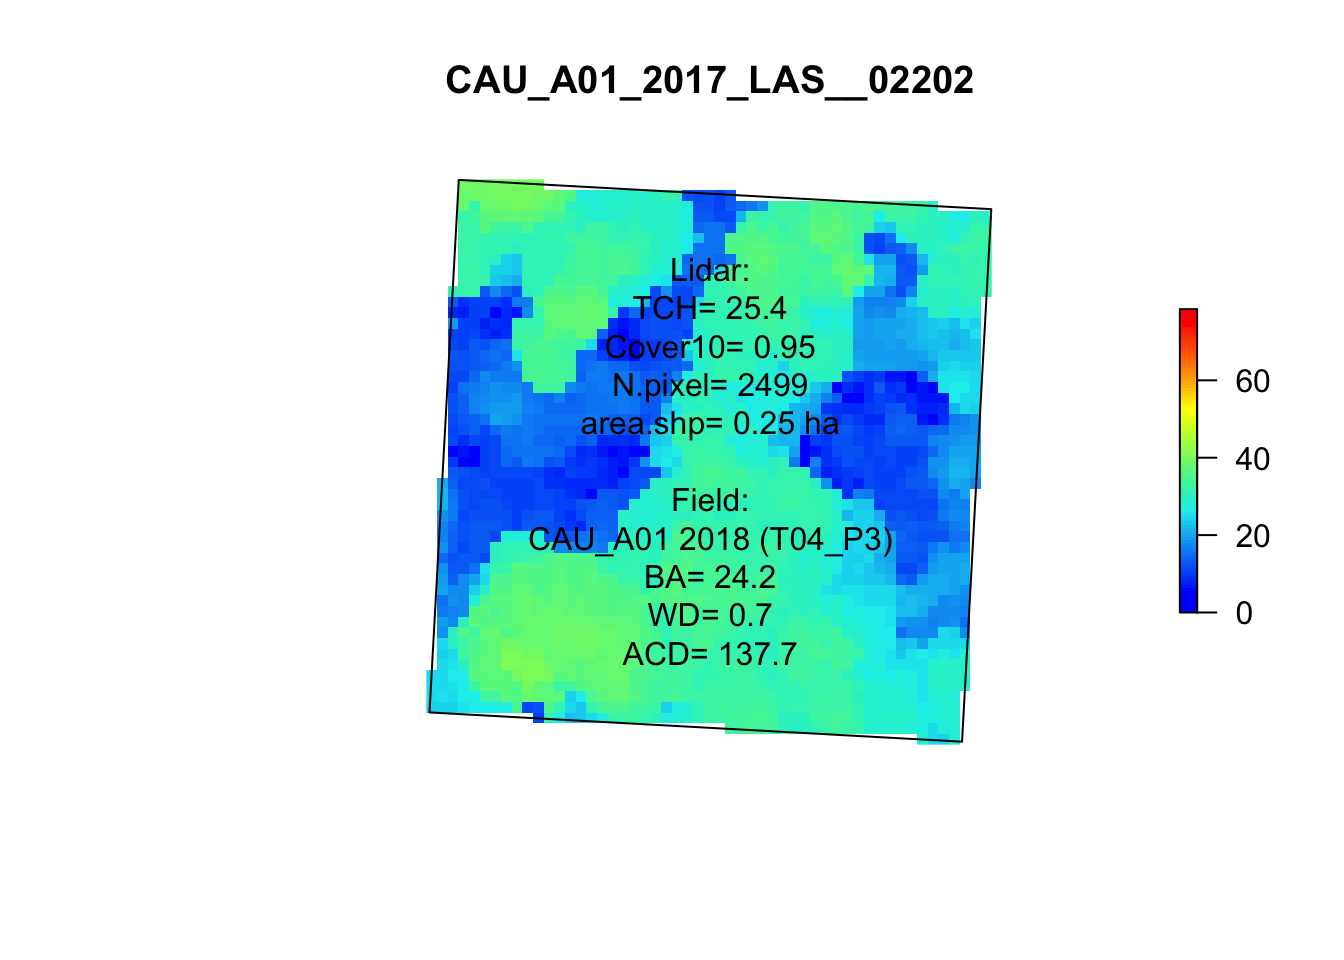 CAU_A01_2017_LAS__02202
Lidar:
TCH= 25.4
Cover10= 0.95
N.pixel= 2499
area.shp= 0.25 ha
Field:
CAU_A01 2018 (T04_P3)
BA= 24.2
WD= 0.7
ACD= 137.7
60
40
20
0